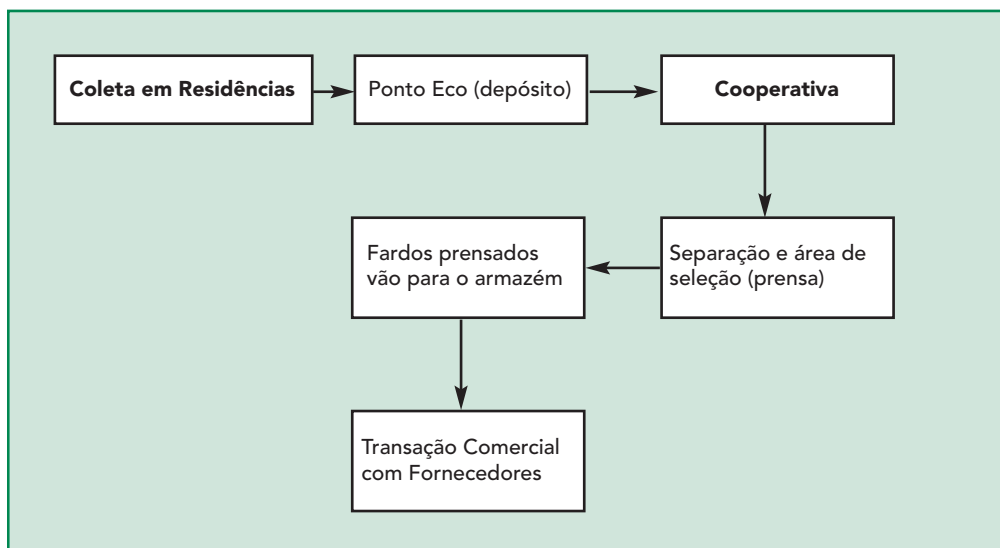 Coleta em Residências
Ponto Eco (depósito)
Cooperativa
Separação e área de
seleção (prensa)
Fardos prensados
vão para o armazém
Transação Comercial
com Fornecedores